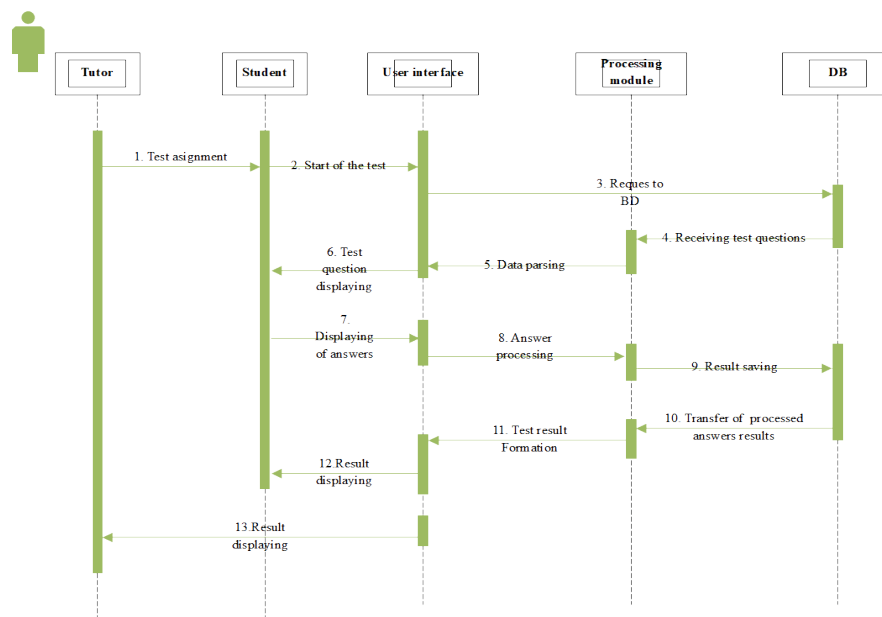 Tutor
Student
User interface
Processing
module
DB
1. Test asignment
2. Start of the test
3. Reques to
BD
4. Receiving test questions
5. Data parsing
6. Test
question
displaying
7.
Displaying
of answers
8. Answer
processing
9. Result saving
10. Transfer of processed
answers results
11. Test result
Formation
12.Result
displaying
13.Result
displaying